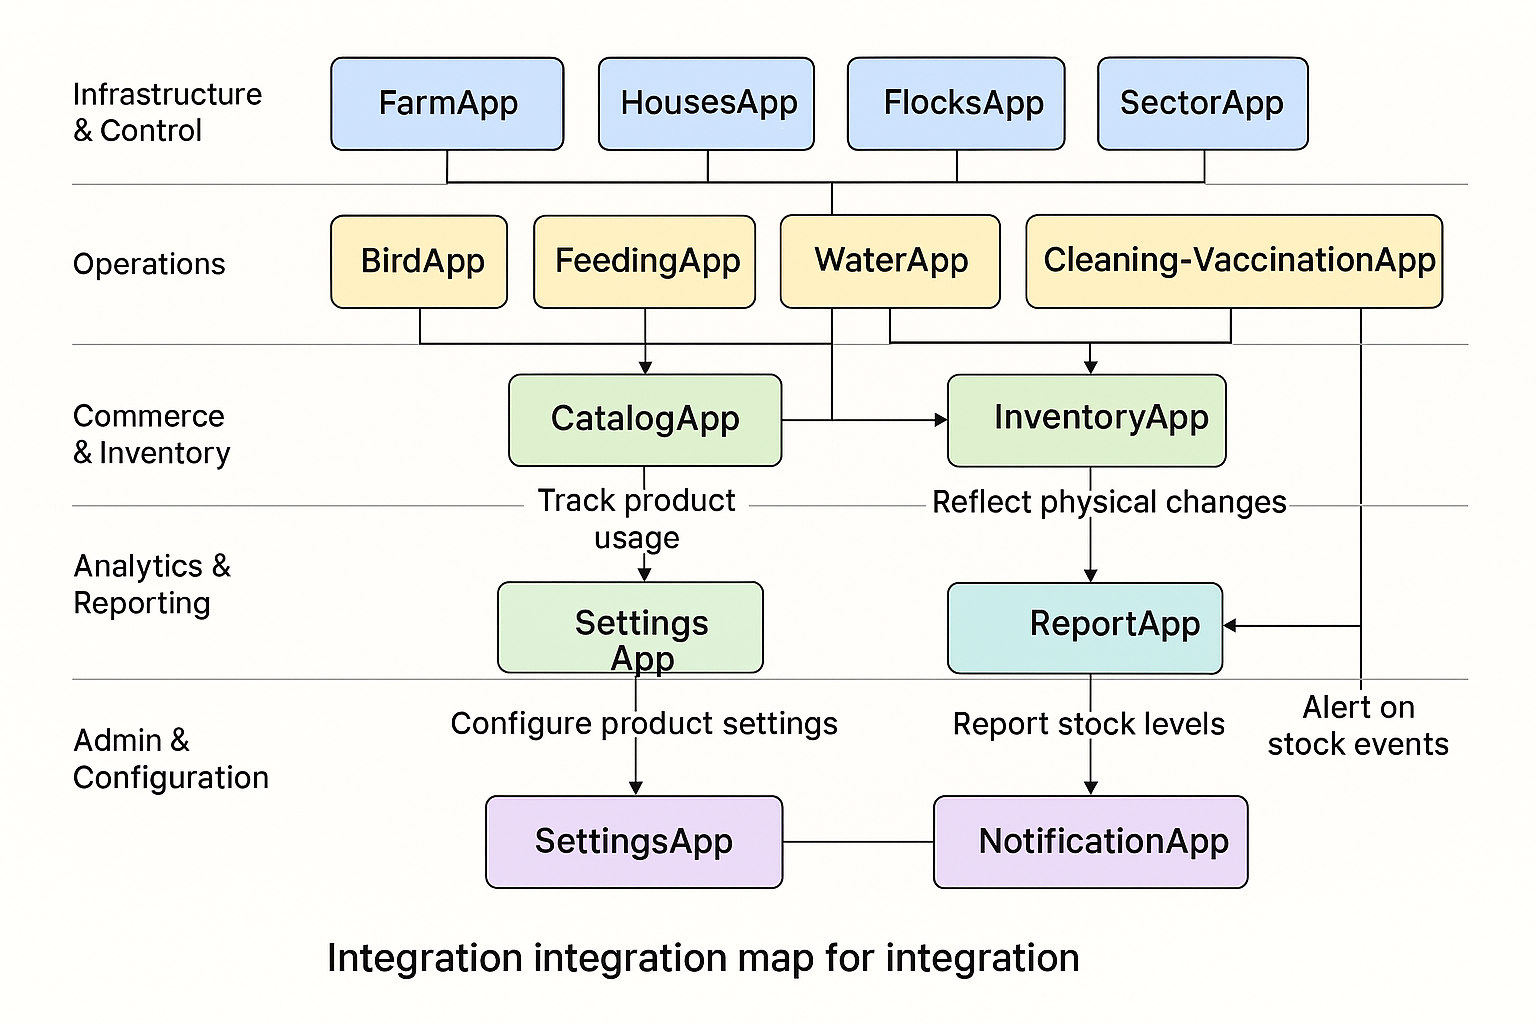 Infrastructure
& Control
FarmApp
HousesApp
FlocksApp
SectorApp
Operations
BirdApp
FeedingApp
WaterApp
Cleaning-VaccinationApp
Commerce
& Inventory
CatalogApp
InventoryApp
Track product
usage
Reflect physical changes
Analytics &
Reporting
Settings
App
ReportApp
Admin &
Configuration
Configure product settings
Report stock levels
Alert on
stock events
SettingsApp
NotificationApp
Integration integration map for integration